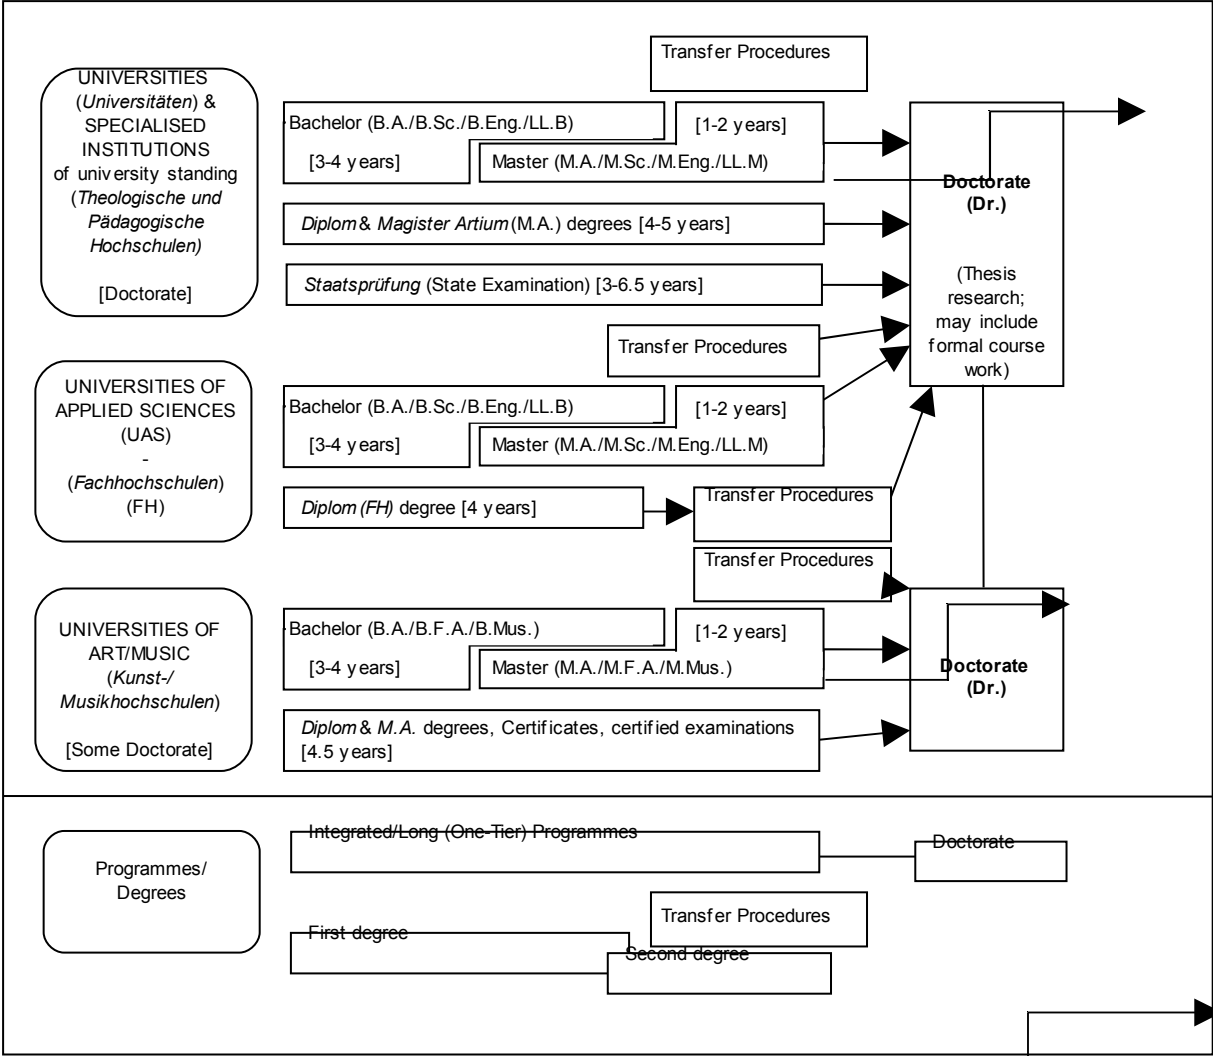 Transfer Procedures
UNIVERSITIES
(Universitäten) &
SPECIALISED
INSTITUTIONS
of university standing
(Theologische und
Pädagogische
Hochschulen)
[Doctorate]
Bachelor (B.A./B.Sc./B.Eng./LL.B)
[3-4 years]
[1-2 years]
Master (M.A./M.Sc./M.Eng./LL.M)
Diplom & Magister Artium (M.A.) degrees [4-5 years]
Staatsprüfung (State Examination) [3-6.5 years]
Doctorate
(Dr.)
(Thesis
research;
may include
formal course
work)
Transfer Procedures
UNIVERSITIES OF
APPLIED SCIENCES
(UAS)
-
(Fachhochschulen)
(FH)
Bachelor (B.A./B.Sc./B.Eng./LL.B)
[3-4 years]
[1-2 years]
Master (M.A./M.Sc./M.Eng./LL.M)
Diplom (FH) degree [4 years]
Transfer Procedures
Transfer Procedures
UNIVERSITIES OF
ART/MUSIC
(Kunst-/
Musikhochschulen)
[Some Doctorate]
Bachelor (B.A./B.F.A./B.Mus.)
[3-4 years]
[1-2 years]
Master (M.A./M.F.A./M.Mus.)
Diplom & M.A. degrees, Certificates, certified examinations
[4.5 years]
Doctorate
(Dr.)
Programmes/
Degrees
Integrated/Long (One-Tier) Programmes
Doctorate
Transfer Procedures
First degree
Second degree